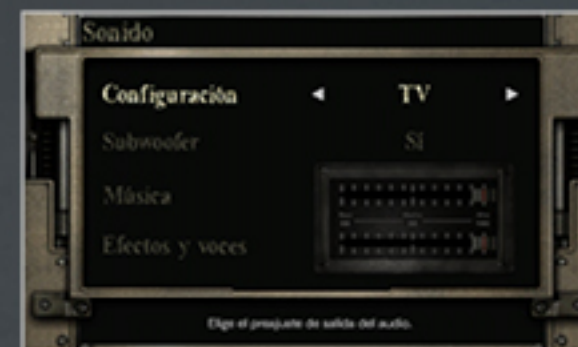 Sonido
Configuración TV
Subwoofer Sí
Música
Efectos y voces
Elige el preajuste de salida del audio.